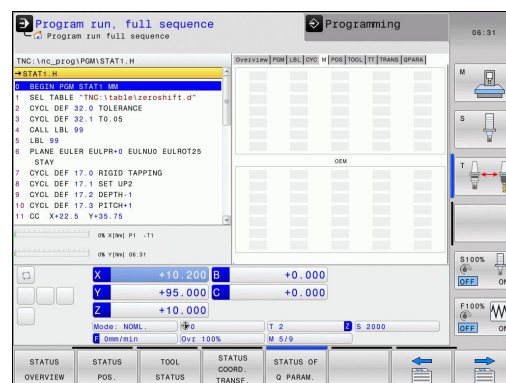 Program run, full sequence
Program run full sequence
Programming
06:31
TNC:\nc_prog\PGM\STAT1.H
→STAT1.H
0 BEGIN PGM STAT1 MM
1 SEL TABLE "TNC:\table\zeroshift.d"
2 CYCL DEF 32.0 TOLERANCE
3 CYCL DEF 32.1 T0.05
4 CALL LBL 99
5 LBL 99
6 PLANE EULER EULPR+0 EULNU0 EULROT25
STAY
7 CYCL DEF 17.0 RIGID TAPPING
8 CYCL DEF 17.1 SET UP2
9 CYCL DEF 17.2 DEPTH-1
10 CYCL DEF 17.3 PITCH+1
11 CC X+22.5 Y+35.75
Overview PGM LBL CYC M POS TOOL TT TRANS QPARA
OEM
0% X[Nm] P1 -T1
0% Y[Nm] 06:31
X +10.200 B +0.000
Y +95.000 C +0.000
Z +10.000
Mode: NOML. 0 T 2 Z S 2000
F 0mm/min Ovr 100% M 5/9
M
S
T
S100%
OFF ON
F100%
OFF ON
STATUS OVERVIEW
STATUS POS.
TOOL STATUS
STATUS COORD. TRANSF.
STATUS OF Q PARAM.